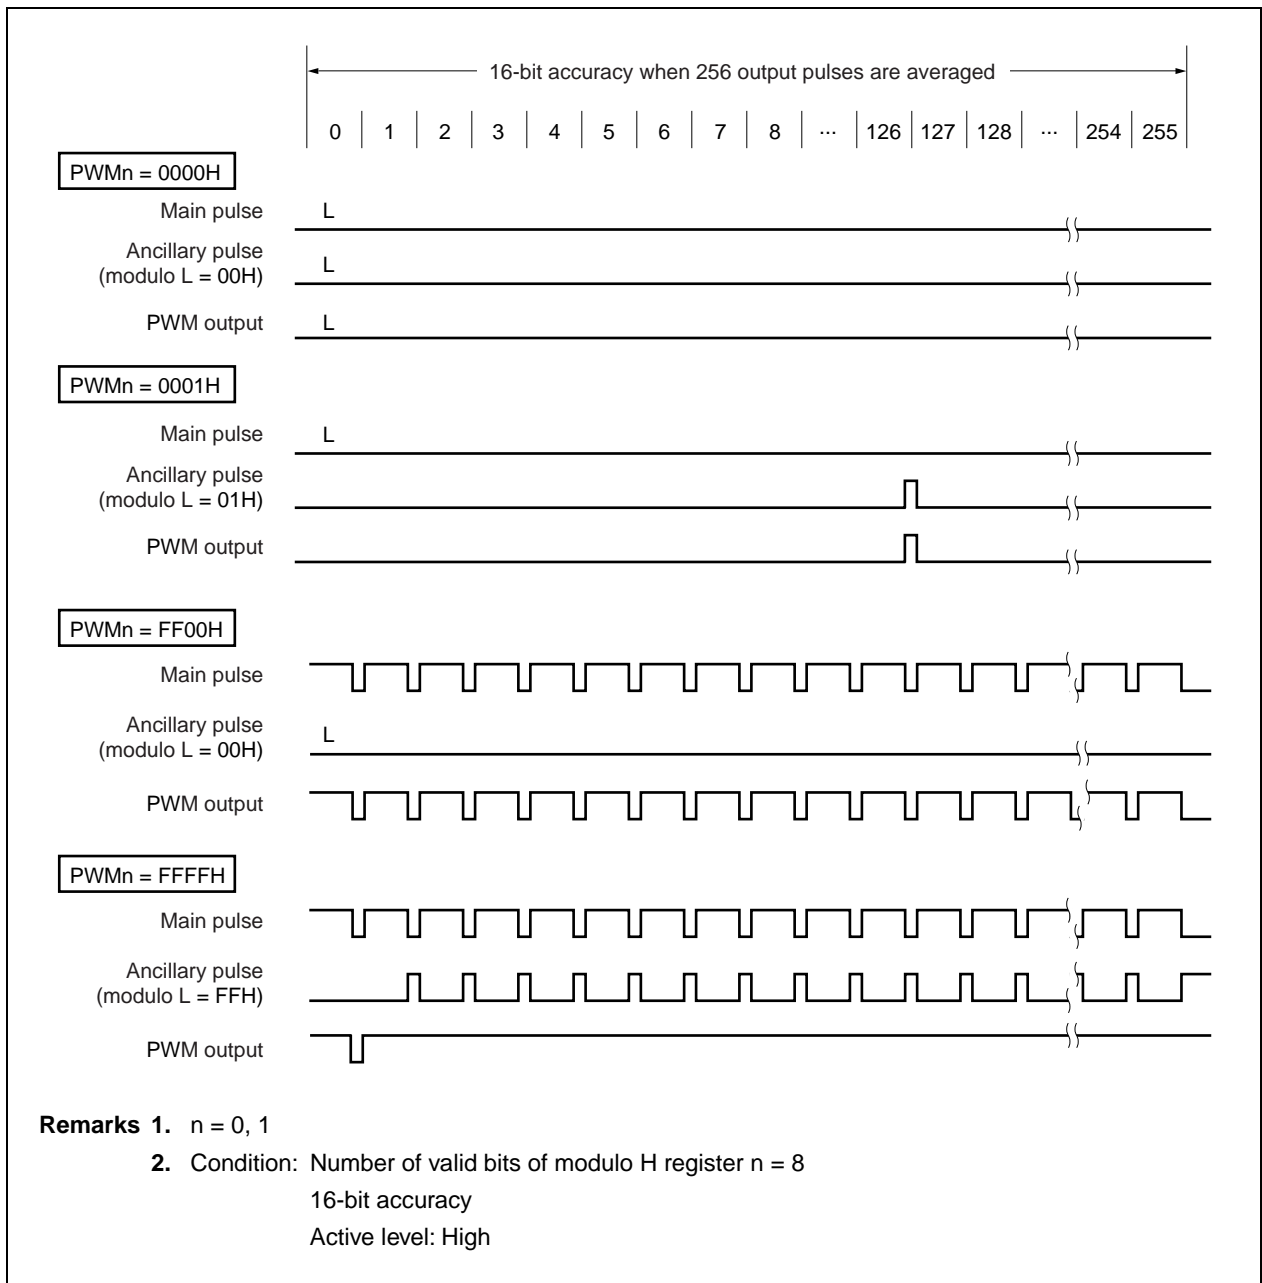 16-bit accuracy when 256 output pulses are averaged
0 1 2 3 4 5 6 7 8 ... 126 127 128 ... 254 255
PWMn = 0000H
Main pulse
L
Ancillary pulse
(modulo L = 00H)
L
PWM output
L
PWMn = 0001H
Main pulse
L
Ancillary pulse
(modulo L = 01H)
PWM output
PWMn = FF00H
Main pulse
Ancillary pulse
(modulo L = 00H)
L
PWM output
PWMn = FFFFH
Main pulse
Ancillary pulse
(modulo L = FFH)
PWM output
Remarks 1. n = 0, 1
2. Condition: Number of valid bits of modulo H register n = 8
16-bit accuracy
Active level: High